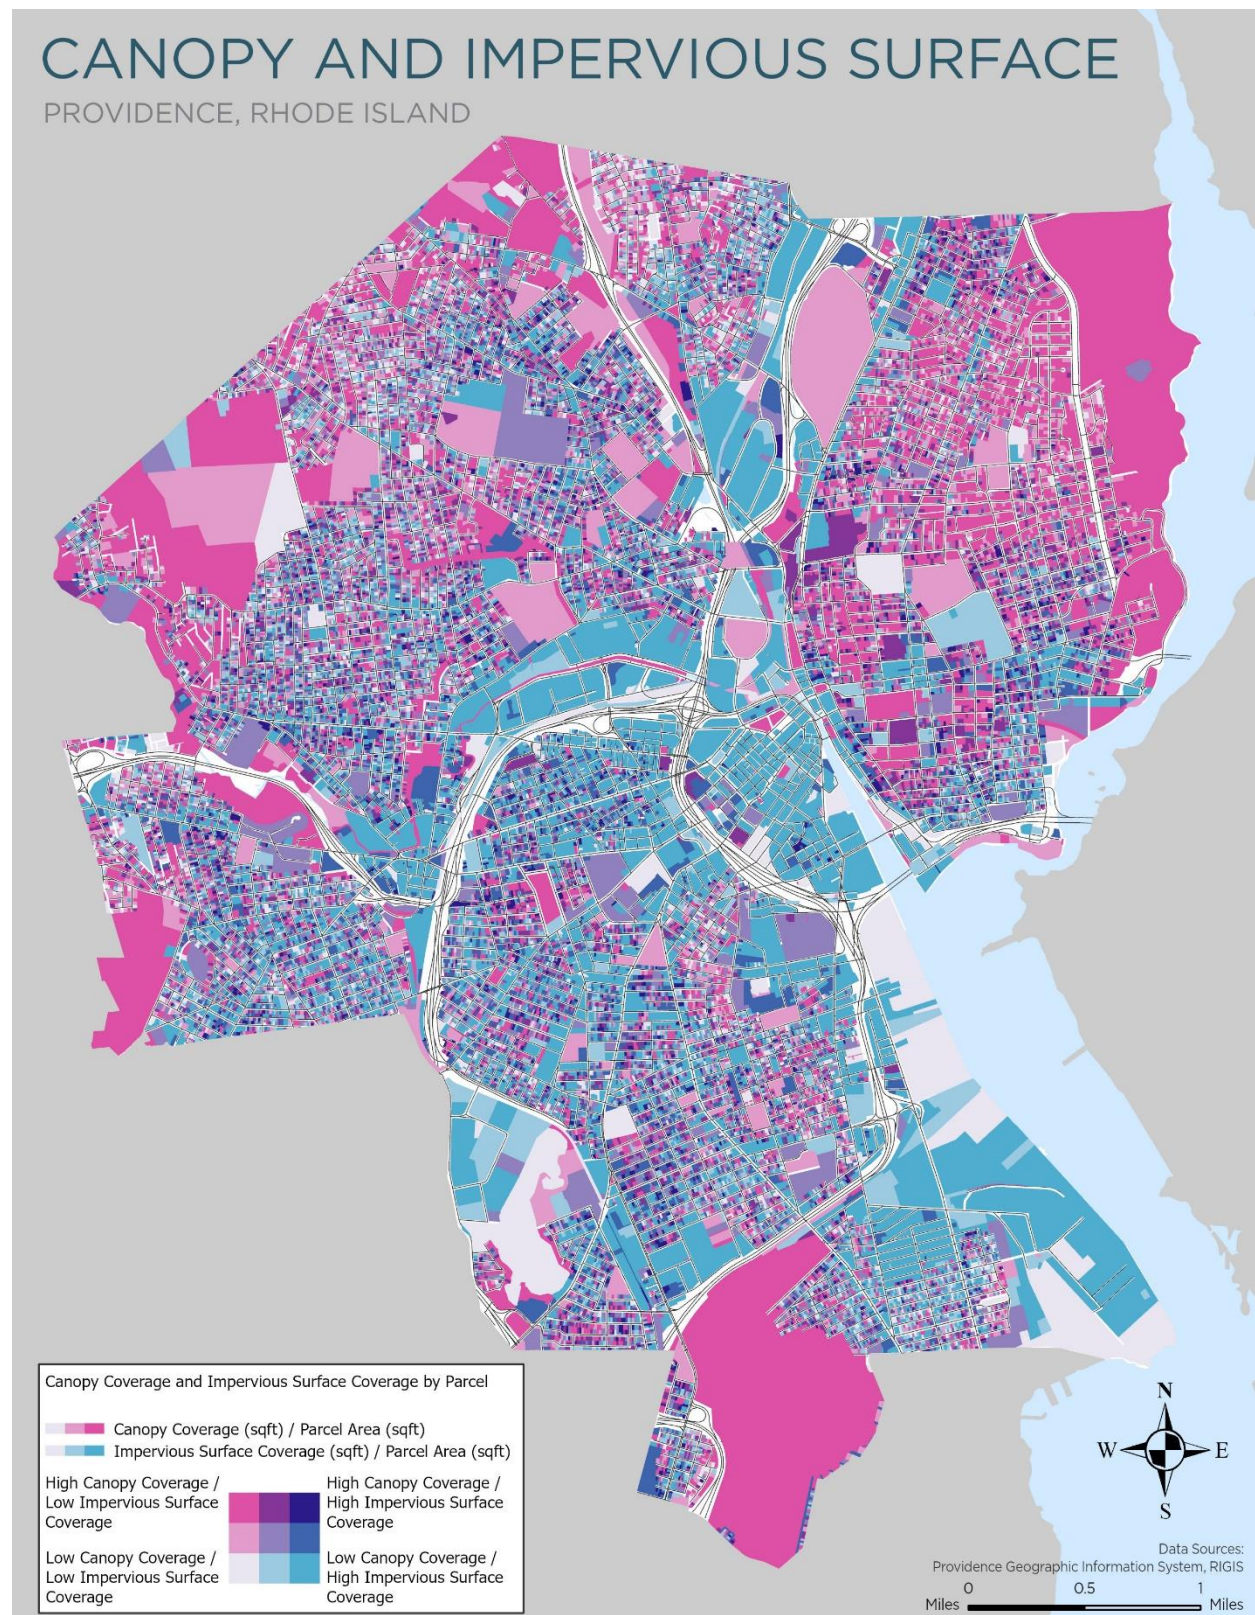 CANOPY AND IMPERVIOUS SURFACE
PROVIDENCE, RHODE ISLAND
Canopy Coverage and Impervious Surface Coverage by Parcel
Canopy Coverage (sqft) / Parcel Area (sqft)
Impervious Surface Coverage (sqft) / Parcel Area (sqft)
High Canopy Coverage /
Low Impervious Surface
Coverage
High Canopy Coverage /
High Impervious Surface
Coverage
Low Canopy Coverage /
Low Impervious Surface
Coverage
Low Canopy Coverage /
High Impervious Surface
Coverage
N
W E
S
Data Sources:
Providence Geographic Information System, RIGIS
0 0.5 1
Miles Miles